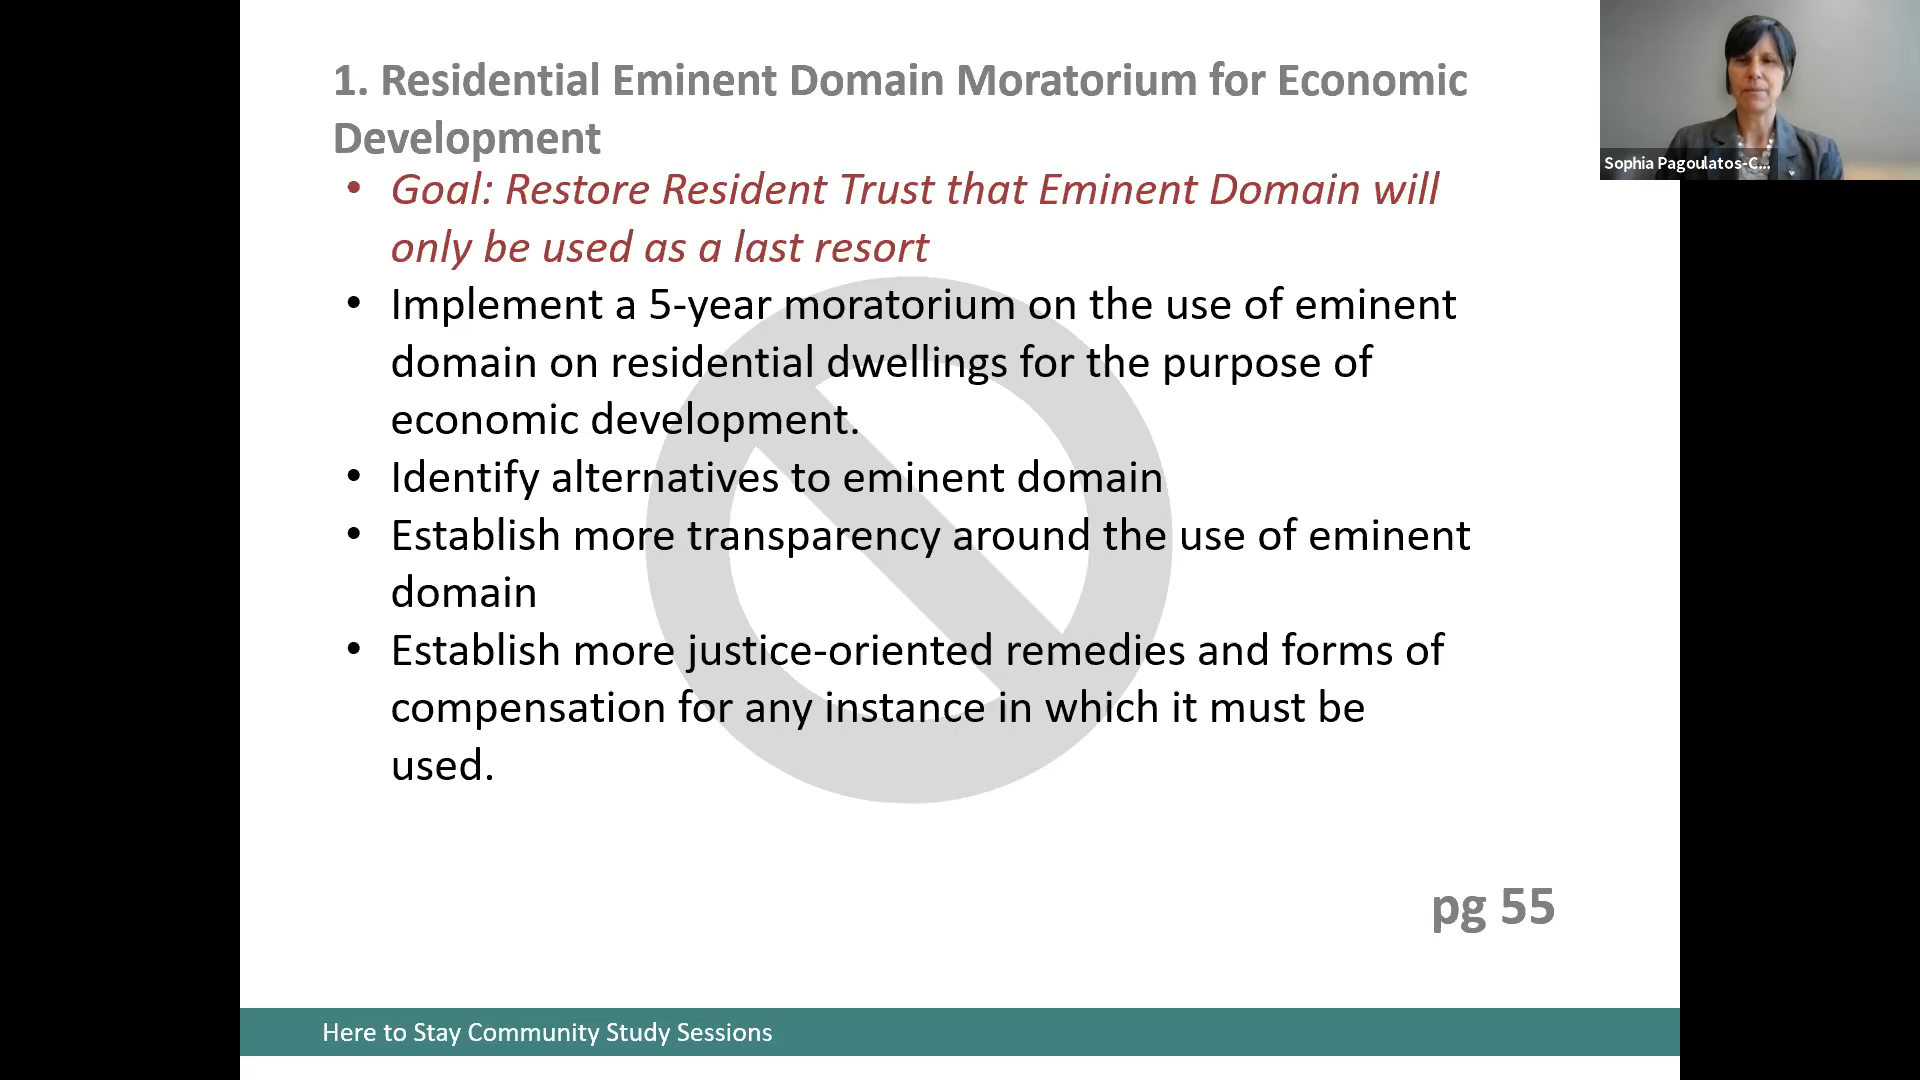 1. Residential Eminent Domain Moratorium for Economic
Development
• Goal: Restore Resident Trust that Eminent Domain will
only be used as a last resort
• Implement a 5-year moratorium on the use of eminent
domain on residential dwellings for the purpose of
economic development.
• Identify alternatives to eminent domain
• Establish more transparency around the use of eminent
domain
• Establish more justice-oriented remedies and forms of
compensation for any instance in which it must be
used.
pg 55
Here to Stay Community Study Sessions
Sophia Pagoulatos-C...